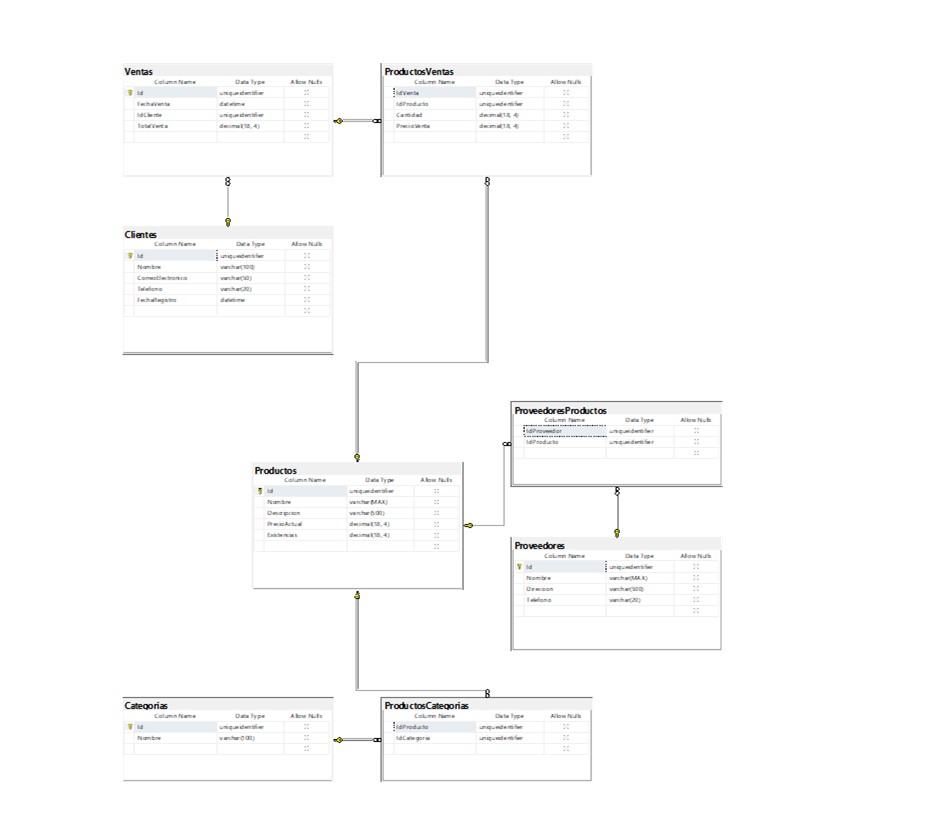 Ventas
Column Name Data Type Allow Nulls
Id uniqueidentifier
FechaVenta datetime
IdCliente uniqueidentifier
TotalVenta decimal(18, 4)
ProductosVentas
Column Name Data Type Allow Nulls
IdVenta uniqueidentifier
IdProducto uniqueidentifier
Cantidad decimal(18, 4)
PrecioVenta decimal(18, 4)
Clientes
Column Name Data Type Allow Nulls
Id uniqueidentifier
Nombre varchar(100)
CorreoElectronico varchar(50)
Telefono varchar(20)
FechaRegistro datetime
ProveedoresProductos
Column Name Data Type Allow Nulls
IdProveedor uniqueidentifier
IdProducto uniqueidentifier
Productos
Column Name Data Type Allow Nulls
Id uniqueidentifier
Nombre varchar(MAX)
Descripcion varchar(500)
PrecioActual decimal(18, 4)
Existencias decimal(18, 4)
Proveedores
Column Name Data Type Allow Nulls
Id uniqueidentifier
Nombre varchar(MAX)
Direccion varchar(500)
Telefono varchar(20)
Categorias
Column Name Data Type Allow Nulls
Id uniqueidentifier
Nombre varchar(100)
ProductosCategorias
Column Name Data Type Allow Nulls
IdProducto uniqueidentifier
IdCategoria uniqueidentifier